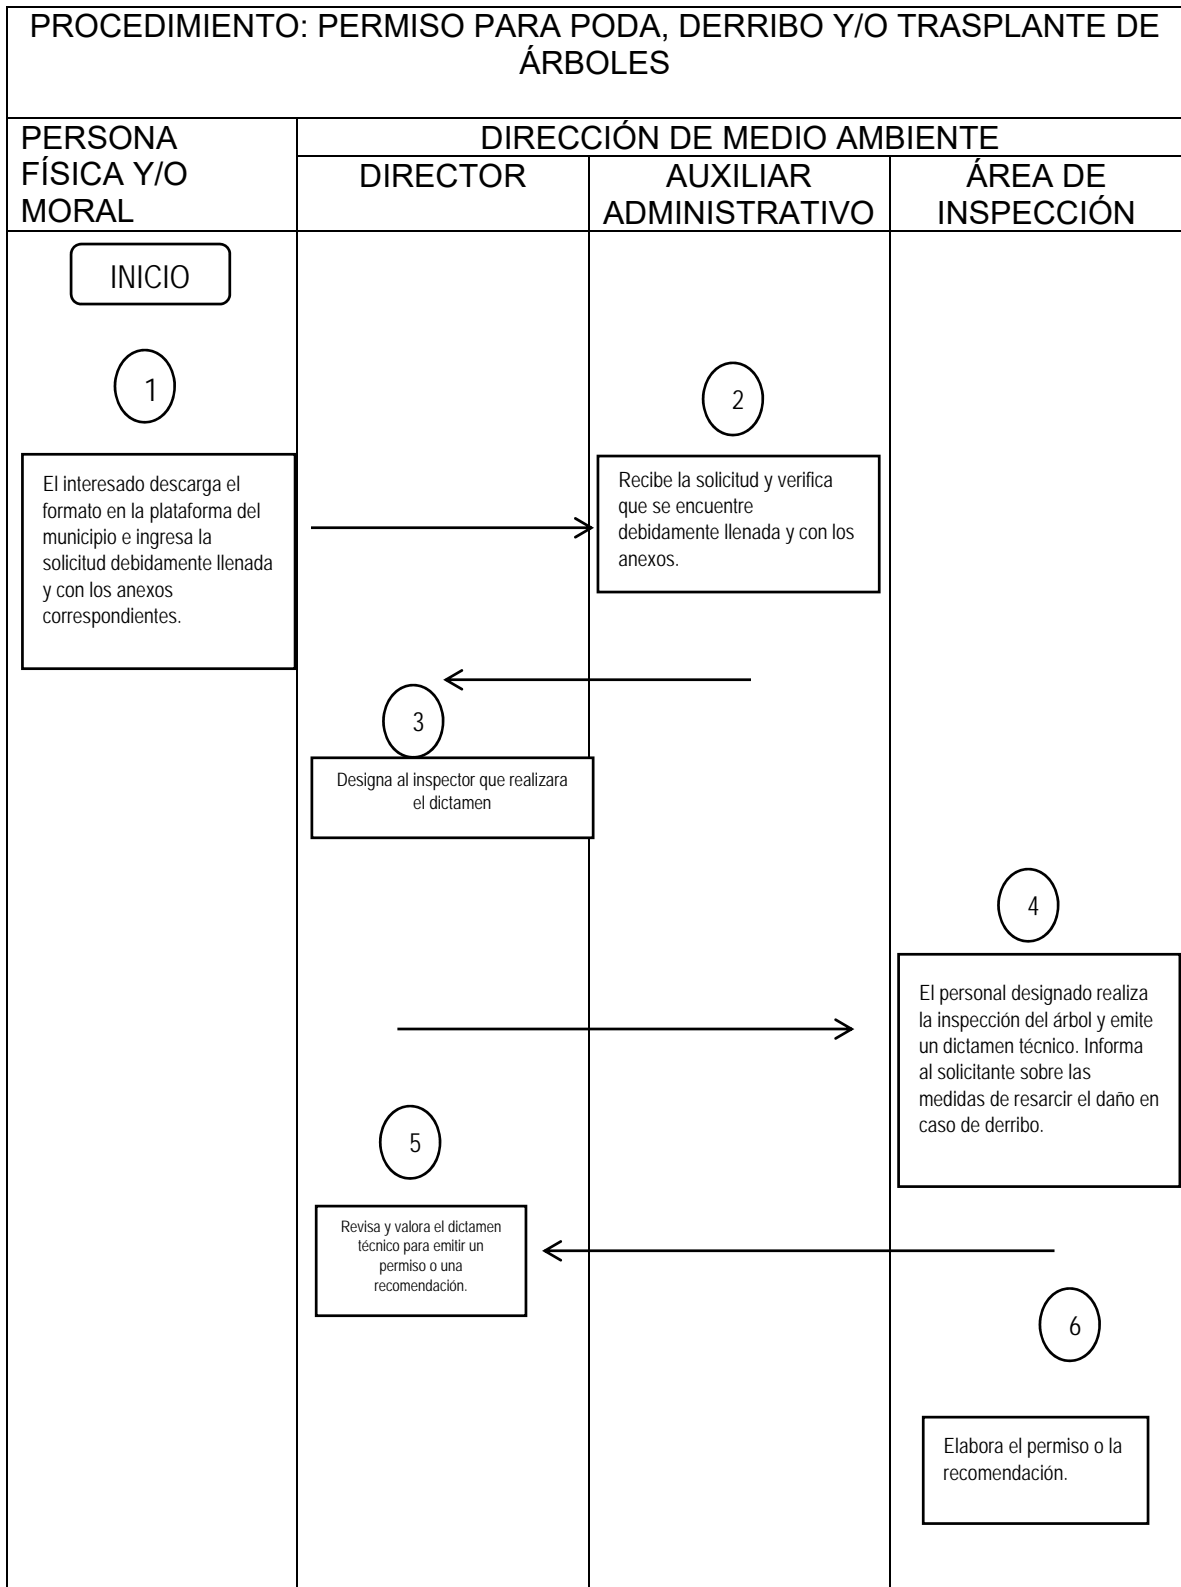 PROCEDIMIENTO: PERMISO PARA PODA, DERRIBO Y/O TRASPLANTE DE
ÁRBOLES
PERSONA
FÍSICA Y/O
MORAL
DIRECCIÓN DE MEDIO AMBIENTE
DIRECTOR
AUXILIAR
ADMINISTRATIVO
ÁREA DE
INSPECCIÓN
INICIO
1
El interesado descarga el
formato en la plataforma del
municipio e ingresa la
solicitud debidamente llenada
y con los anexos
correspondientes.
2
Recibe la solicitud y verifica
que se encuentre
debidamente llenada y con los
anexos.
3
Designa al inspector que realizara
el dictamen
4
El personal designado realiza
la inspección del árbol y emite
un dictamen técnico. Informa
al solicitante sobre las
medidas de resarcir el daño en
caso de derribo.
5
Revisa y valora el dictamen
técnico para emitir un
permiso o una
recomendación.
6
Elabora el permiso o la
recomendación.